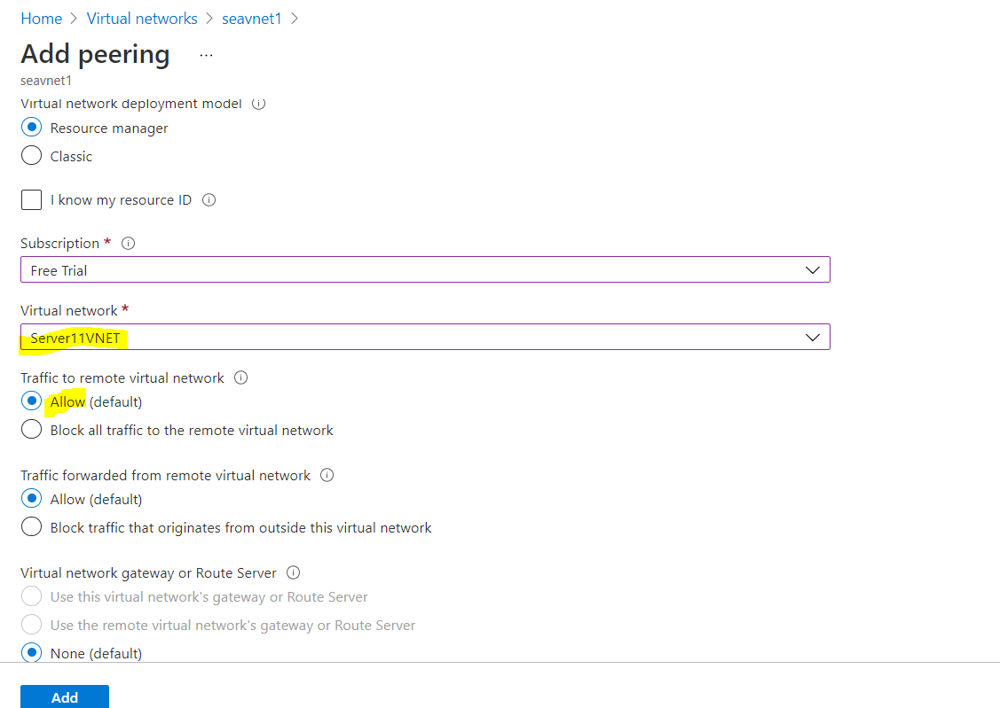 Home > Virtual networks > seavnet1 >
Add peering ...
seavnet1
Virtual network deployment model
Resource manager
Classic
I know my resource ID
Subscription *
Free Trial
Virtual network *
Server11VNET
Traffic to remote virtual network
Allow (default)
Block all traffic to the remote virtual network
Traffic forwarded from remote virtual network
Allow (default)
Block traffic that originates from outside this virtual network
Virtual network gateway or Route Server
Use this virtual network's gateway or Route Server
Use the remote virtual network's gateway or Route Server
None (default)
Add